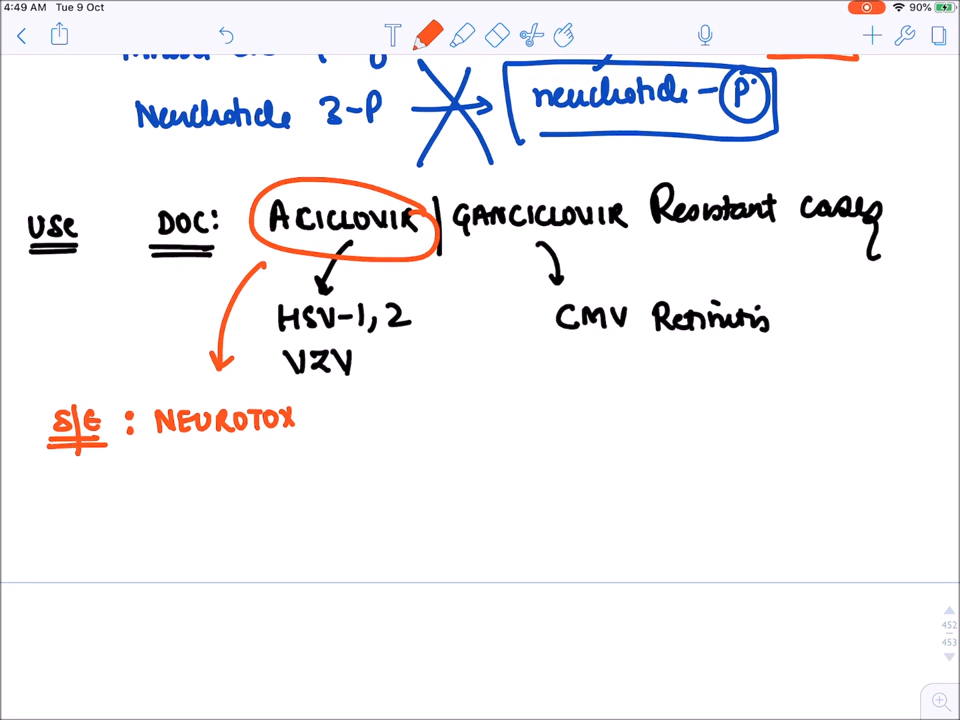 4:49 AM Tue 9 Oct 90%
T
neucleotide - P
Neucleotide 3-P
USE DOC: ACICLOVIR | GANCICLOVIR Resistant cases
HSV-1, 2 CMV Retinitis
VZV
S/E : NEUROTOX
452
453